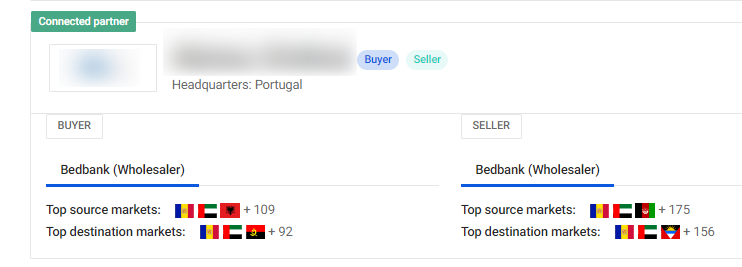 Connected partner
Buyer Seller
Headquarters: Portugal
BUYER
Bedbank (Wholesaler)
Top source markets: + 109
Top destination markets: + 92
SELLER
Bedbank (Wholesaler)
Top source markets: + 175
Top destination markets: + 156